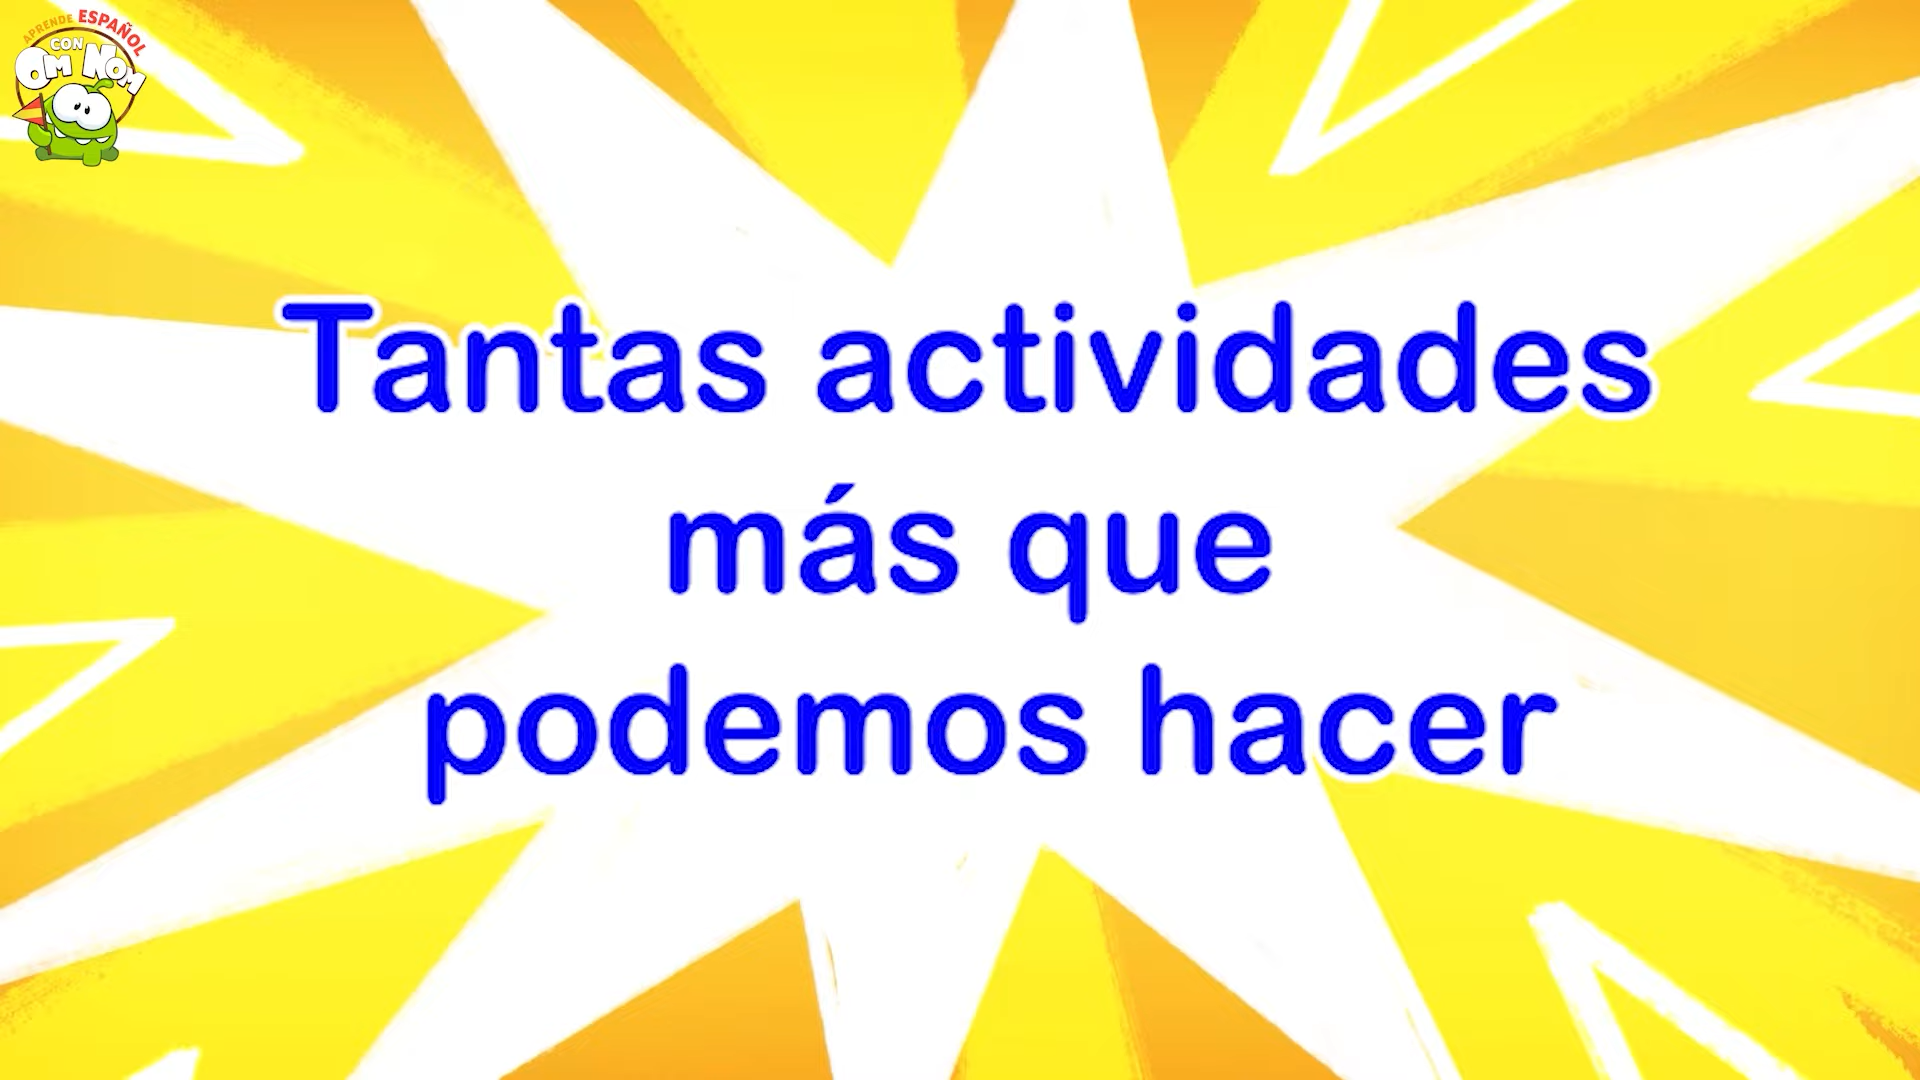 APRENDE ESPAÑOL
CON
OM NOM
Tantas actividades
más que
podemos hacer